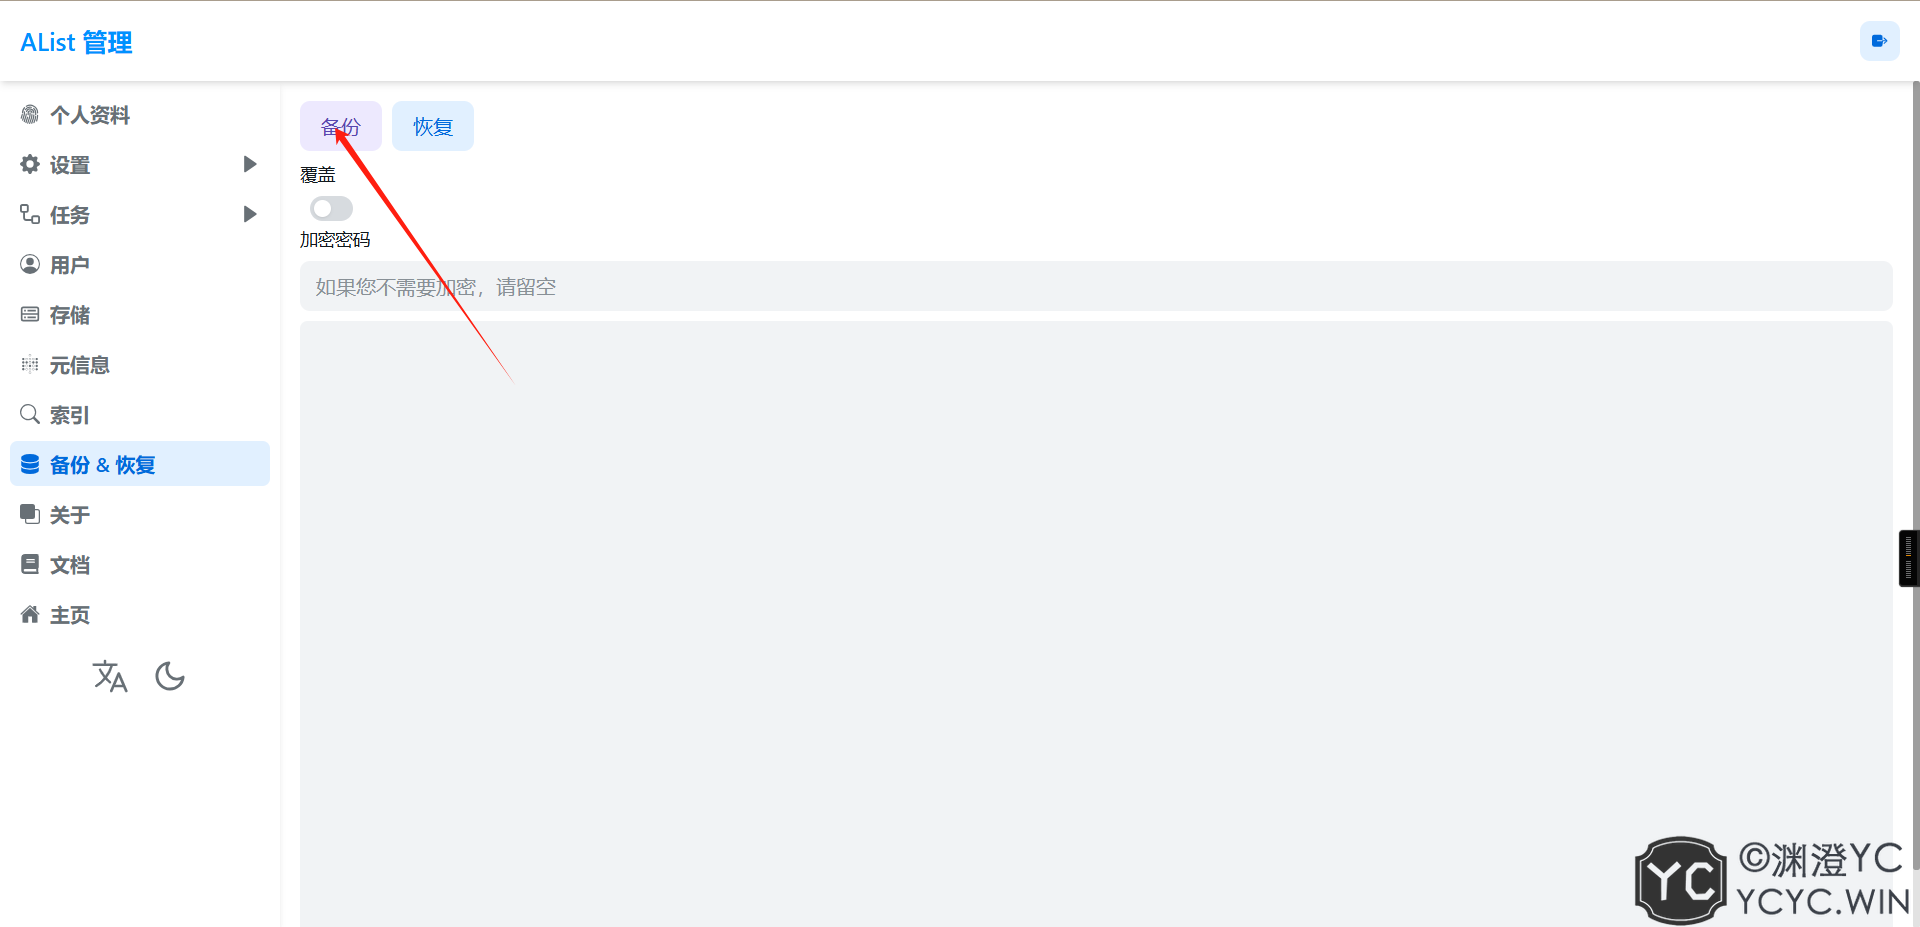 AList 管理
个人资料
设置
任务
用户
存储
元信息
索引
备份 & 恢复
关于
文档
主页
备份
恢复
覆盖
加密密码
如果您不需要加密，请留空
YC
©渊澄YC
YCYC.WIN